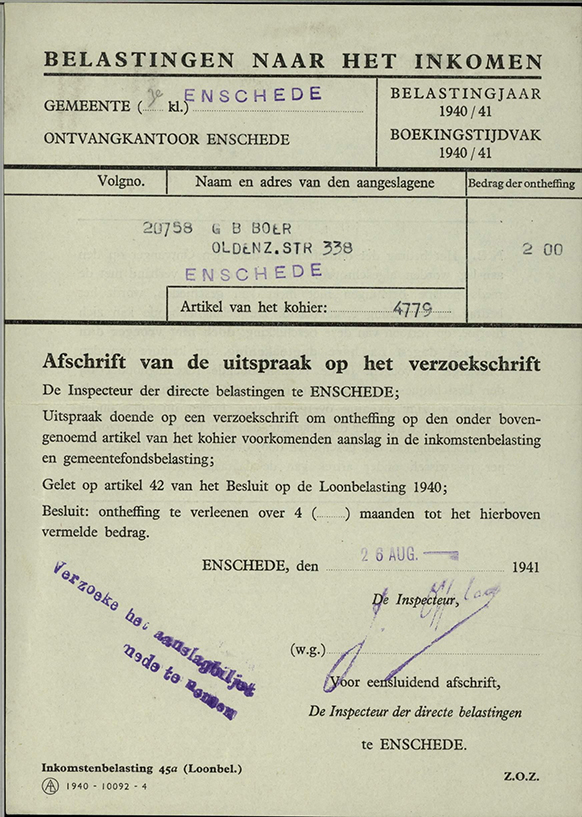 BELASTINGEN NAAR HET INKOMEN
GEMEENTE (3e kl.) ENSCHEDE
ONTVANGKANTOOR ENSCHEDE
BELASTINGJAAR
1940/41
BOEKINGSTIJDVAK
1940/41
Volgno. Naam en adres van den aangeslagene Bedrag der ontheffing
20758 G B BOER
OLDENZ.STR 338 2 00
ENSCHEDE
Artikel van het kohier: 4779
Afschrift van de uitspraak op het verzoekschrift
De Inspecteur der directe belastingen te ENSCHEDE;
Uitspraak doende op een verzoekschrift om ontheffing op den onder boven-
genoemd artikel van het kohier voorkomenden aanslag in de inkomstenbelasting
en gemeentefondsbelasting;
Gelet op artikel 42 van het Besluit op de Loonbelasting 1940;
Besluit: ontheffing te verleenen over 4 (........) maanden tot het hierboven
vermelde bedrag.
ENSCHEDE, den 26 AUG. 1941
De Inspecteur,
(w.g.)
Voor eensluidend afschrift,
De Inspecteur der directe belastingen
te ENSCHEDE.
Verzoeke het aanslagbiljet
mede te nemen
Inkomstenbelasting 45a (Loonbel.)
1940 - 10092 - 4
Z.O.Z.